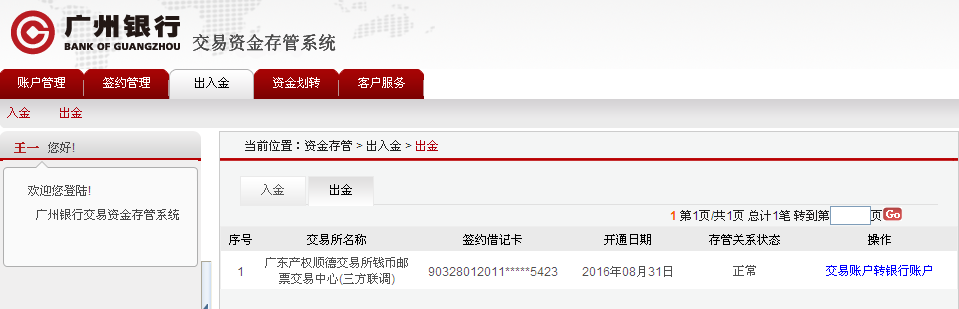 广州银行
BANK OF GUANGZHOU
交易资金存管系统
账户管理 签约管理 出入金 资金划转 客户服务
入金 出金
王一 您好!
当前位置：资金存管 > 出入金 > 出金
欢迎您登陆!
广州银行交易资金存管系统
入金 出金
1 第1页/共1页 总计1笔 转到第 页 Go
序号 交易所名称 签约借记卡 开通日期 存管关系状态 操作
1 广东产权顺德交易所钱币邮 90328012011*****5423 2016年08月31日 正常 交易账户转银行账户
票交易中心(三方联调)